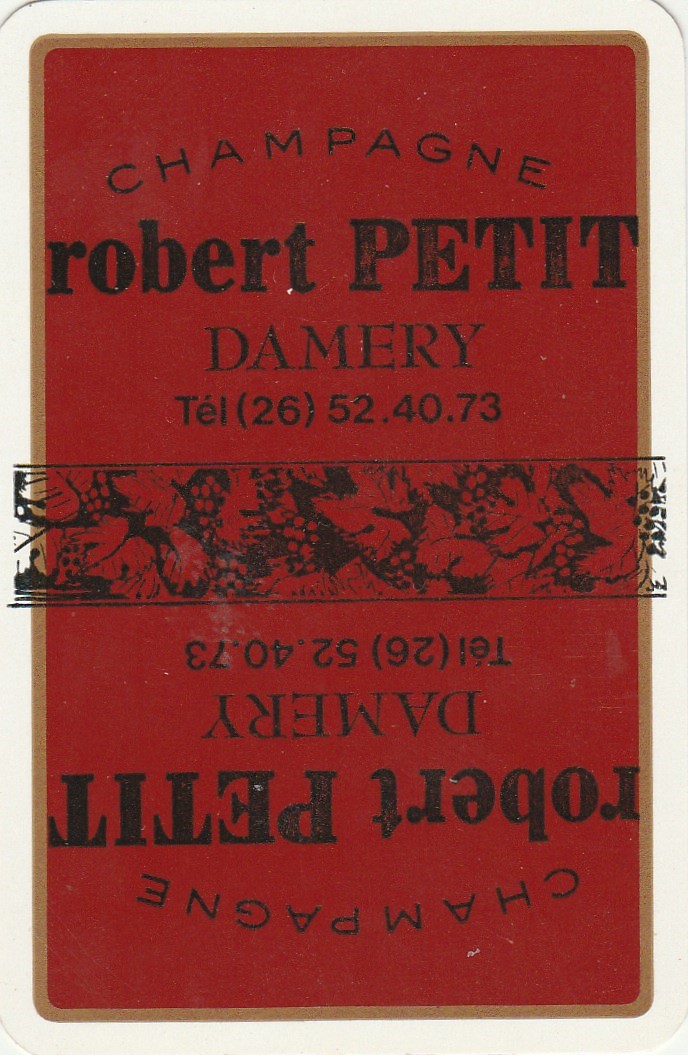 CHAMPAGNE
robert PETIT
DAMERY
Tél (26) 52.40.73
Tél (26) 52.40.73
DAMERY
robert PETIT
CHAMPAGNE